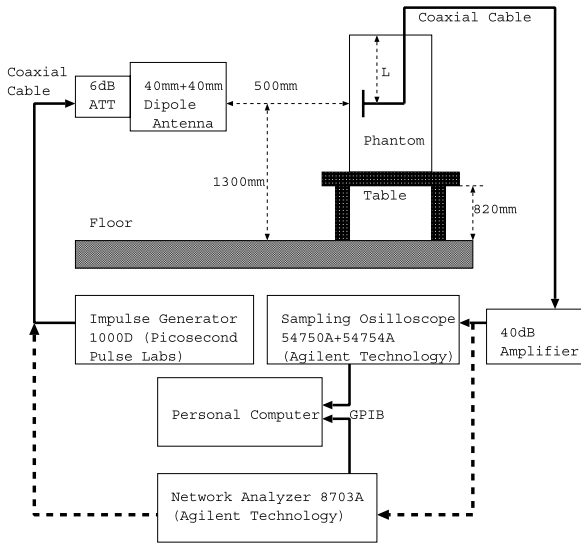 Coaxial Cable
Coaxial
Cable
6dB
ATT
40mm+40mm
Dipole
Antenna
500mm
L
Phantom
1300mm
Table
820mm
Floor
Impulse Generator
1000D (Picosecond
Pulse Labs)
Sampling Osilloscope
54750A+54754A
(Agilent Technology)
40dB
Amplifier
Personal Computer
GPIB
Network Analyzer 8703A
(Agilent Technology)